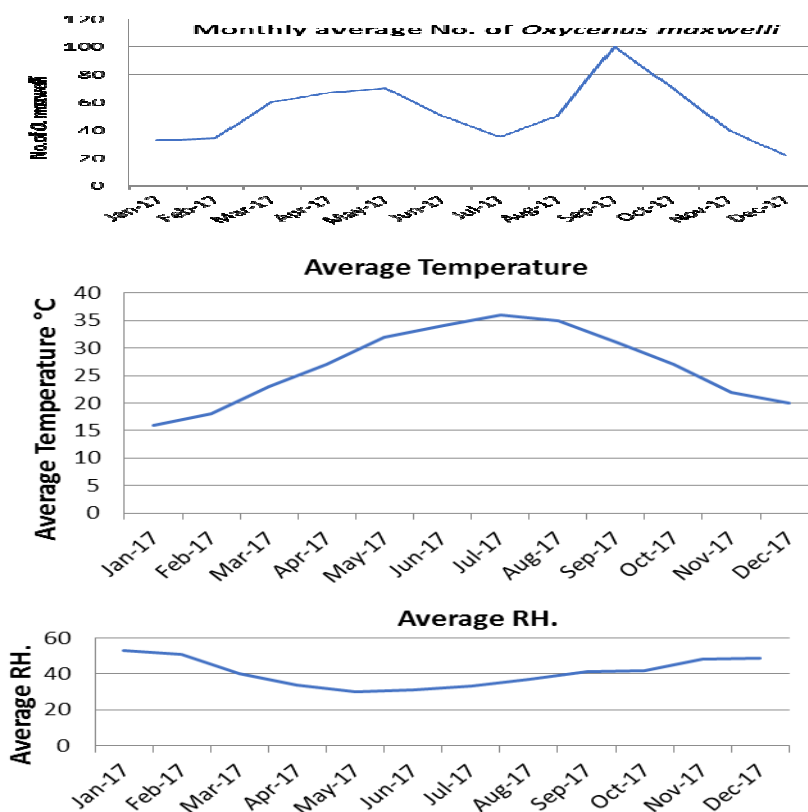 Monthly average No. of Oxycenus maxwelli
No.of O. maxwelli
120
100
80
60
40
20
0
Jan-17
Feb-17
Mar-17
Apr-17
May-17
Jun-17
Jul-17
Aug-17
Sep-17
Oct-17
Nov-17
Dec-17
Average Temperature
Average Temperature °C
40
35
30
25
20
15
10
5
0
Jan-17
Feb-17
Mar-17
Apr-17
May-17
Jun-17
Jul-17
Aug-17
Sep-17
Oct-17
Nov-17
Dec-17
Average RH.
Average RH.
60
40
20
0
Jan-17
Feb-17
Mar-17
Apr-17
May-17
Jun-17
Jul-17
Aug-17
Sep-17
Oct-17
Nov-17
Dec-17